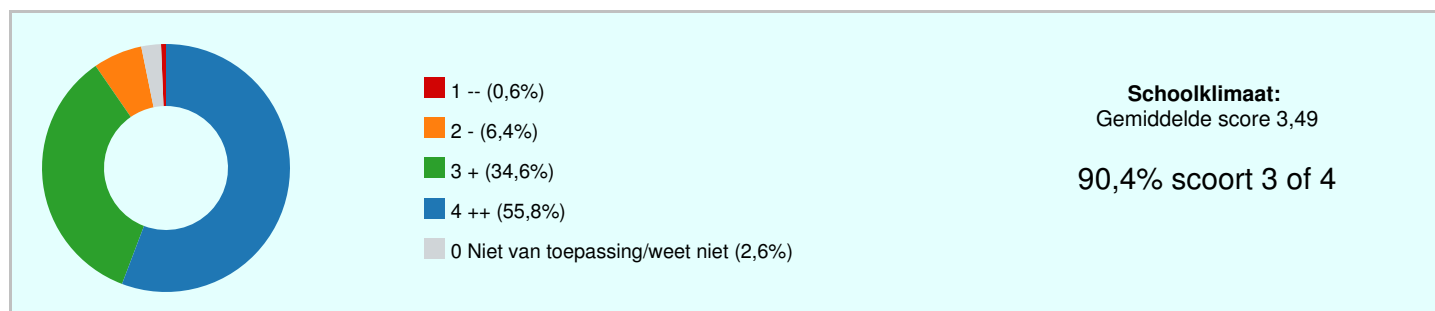 1 -- (0,6%)
2 - (6,4%)
3 + (34,6%)
4 ++ (55,8%)
0 Niet van toepassing/weet niet (2,6%)
Schoolklimaat:
Gemiddelde score 3,49
90,4% scoort 3 of 4